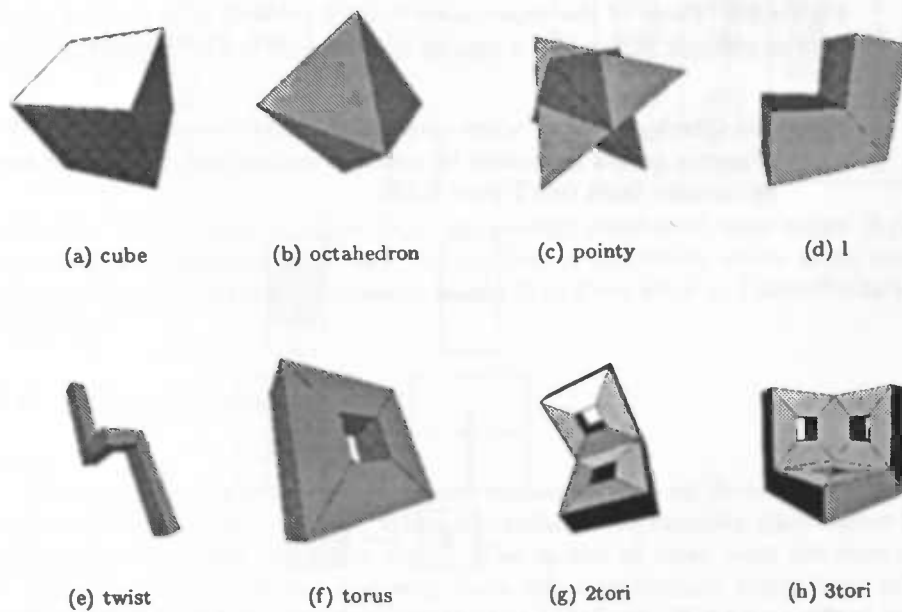 (a) cube
(b) octahedron
(c) pointy
(d) l
(e) twist
(f) torus
(g) 2tori
(h) 3tori